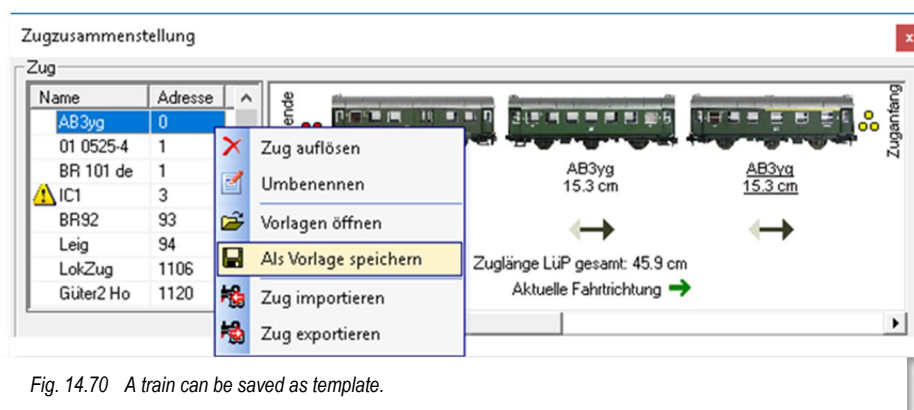 Zugzusammenstellung
x
Zug
Name Adresse
AB3yg 0
01 0525-4 1
BR 101 de 1
IC1 3
BR92 93
Leig 94
LokZug 1106
Güter2 Ho 1120
Zug auflösen
Umbenennen
Vorlagen öffnen
Als Vorlage speichern
Zug importieren
Zug exportieren
ende
Zuganfang
AB3yg
15.3 cm
AB3yg
15.3 cm
Zuglänge LüP gesamt: 45.9 cm
Aktuelle Fahrtrichtung
Fig. 14.70 A train can be saved as template.